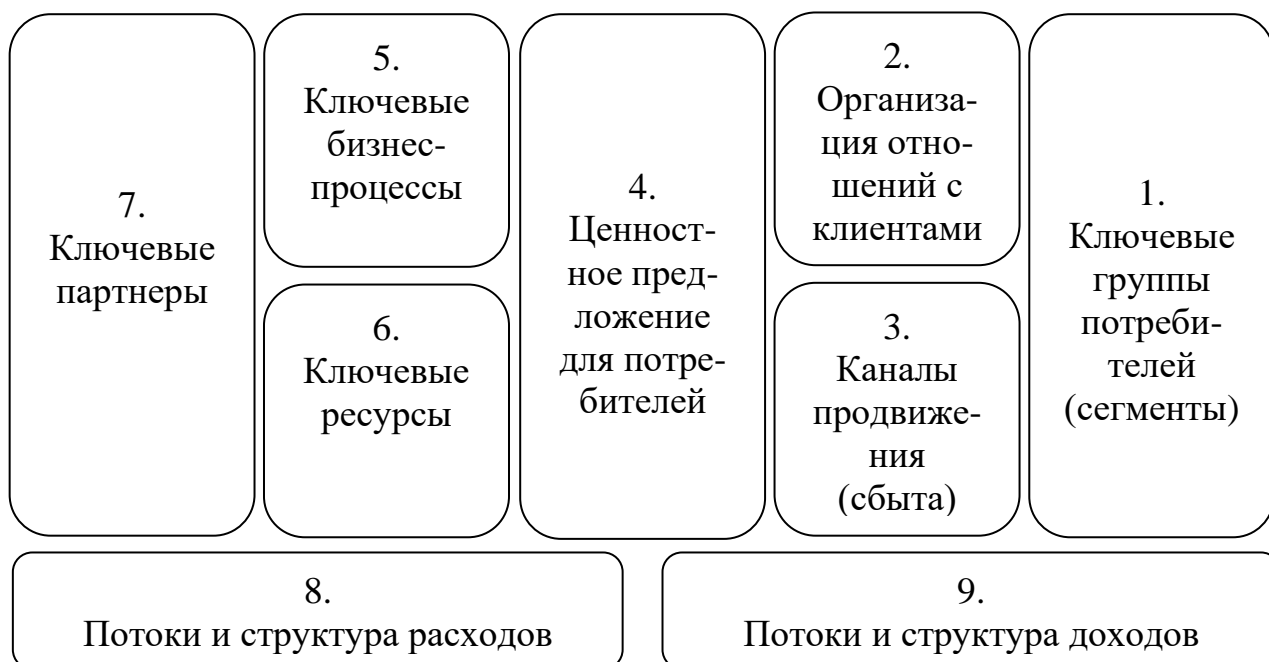 7.
Ключевые
партнеры
5.
Ключевые
бизнес-
процессы
6.
Ключевые
ресурсы
4.
Ценност-
ное пред-
ложение
для потре-
бителей
2.
Организа-
ция отно-
шений с
клиентами
3.
Каналы
продвиже-
ния
(сбыта)
1.
Ключевые
группы
потреби-
телей
(сегменты)
8.
Потоки и структура расходов
9.
Потоки и структура доходов